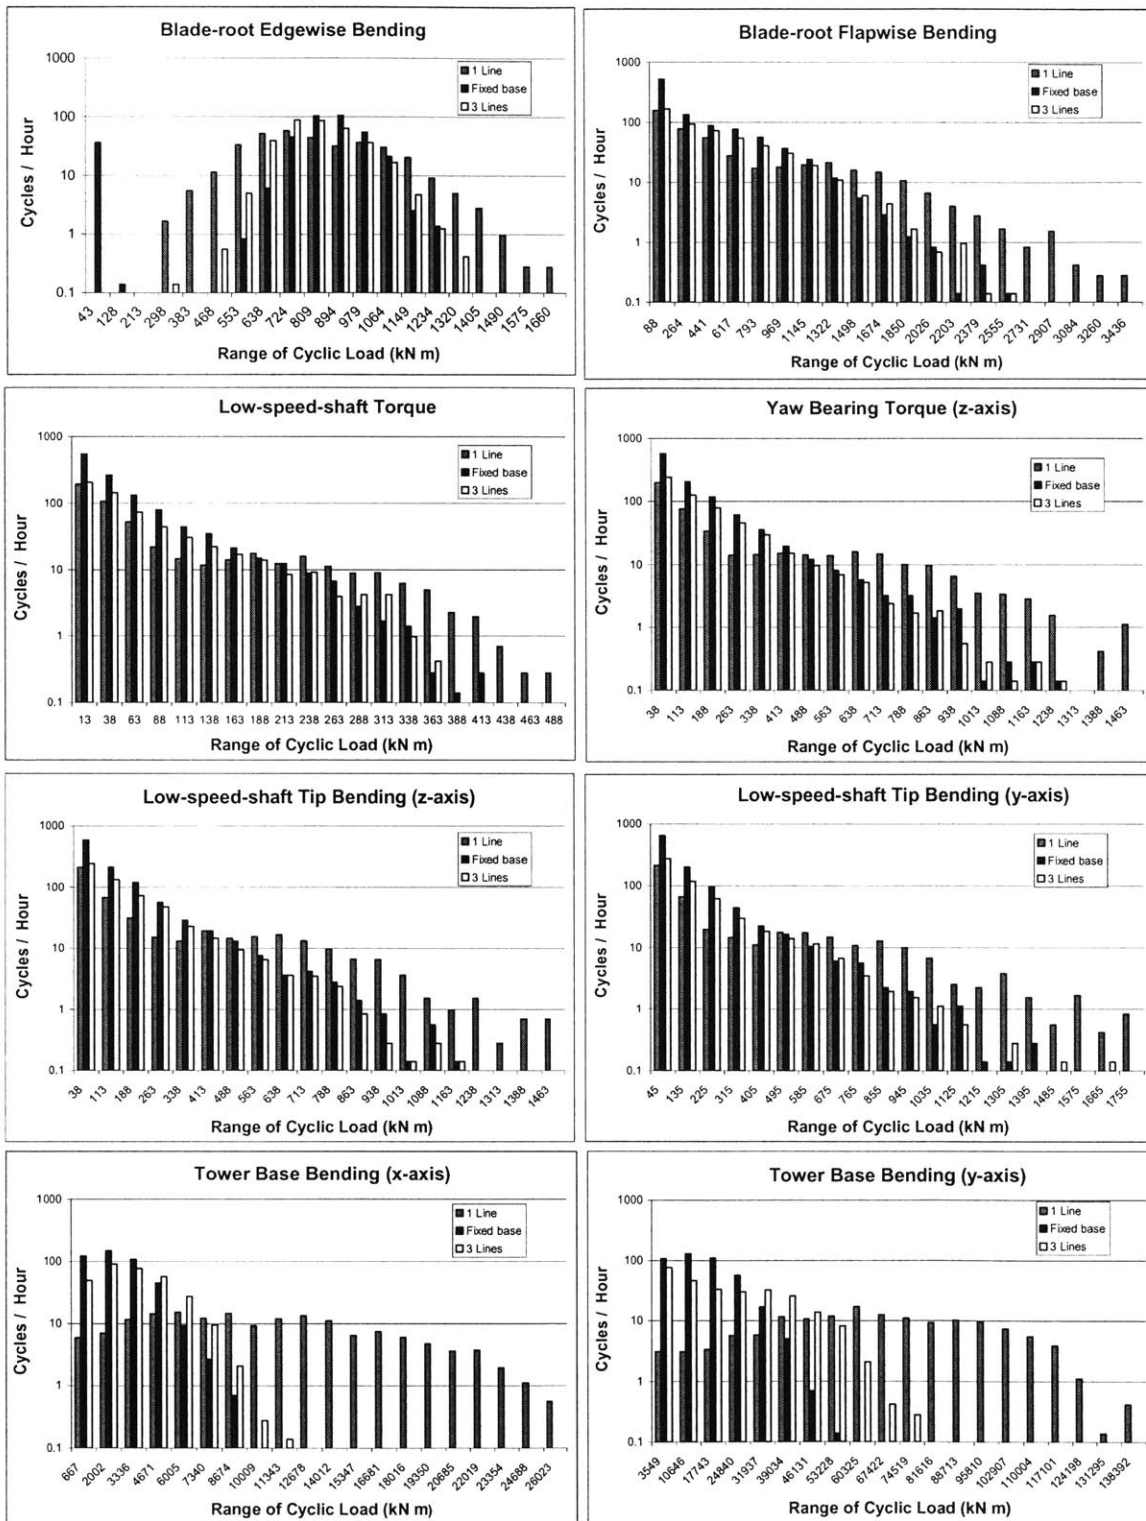 Blade-root Edgewise Bending
1000
100
10
1
0.1
Cycles / Hour
1 Line
Fixed base
3 Lines
43 128 213 298 383 468 553 638 724 809 894 979 1064 1149 1234 1320 1405 1490 1575 1660
Range of Cyclic Load (kN m)
Blade-root Flapwise Bending
1000
100
10
1
0.1
Cycles / Hour
1 Line
Fixed base
3 Lines
88 264 441 617 793 969 1145 1322 1498 1674 1850 2026 2203 2379 2555 2731 2907 3084 3260 3436
Range of Cyclic Load (kN m)
Low-speed-shaft Torque
1000
100
10
1
0.1
Cycles / Hour
1 Line
Fixed base
3 Lines
13 38 63 88 113 138 163 188 213 238 263 288 313 338 363 388 413 438 463 488
Range of Cyclic Load (kN m)
Yaw Bearing Torque (z-axis)
1000
100
10
1
0.1
Cycles / Hour
1 Line
Fixed base
3 Lines
38 113 188 263 338 413 488 563 638 713 788 863 938 1013 1088 1163 1238 1313 1388 1463
Range of Cyclic Load (kN m)
Low-speed-shaft Tip Bending (z-axis)
1000
100
10
1
0.1
Cycles / Hour
1 Line
Fixed base
3 Lines
38 113 188 263 338 413 488 563 638 713 788 863 938 1013 1088 1163 1238 1313 1388 1463
Range of Cyclic Load (kN m)
Low-speed-shaft Tip Bending (y-axis)
1000
100
10
1
0.1
Cycles / Hour
1 Line
Fixed base
3 Lines
45 135 225 315 405 495 585 675 765 855 945 1035 1125 1215 1305 1395 1485 1575 1665 1755
Range of Cyclic Load (kN m)
Tower Base Bending (x-axis)
1000
100
10
1
0.1
Cycles / Hour
1 Line
Fixed base
3 Lines
667 2002 3336 4671 6005 7340 8674 10009 11343 12678 14012 15347 16681 18016 19350 20685 22019 23354 24688 26023
Range of Cyclic Load (kN m)
Tower Base Bending (y-axis)
1000
100
10
1
0.1
Cycles / Hour
1 Line
Fixed base
3 Lines
3549 10646 17743 24840 31937 39034 46131 53228 60325 67422 74519 81616 88713 95810 102907 110004 117101 124198 131295 138392
Range of Cyclic Load (kN m)